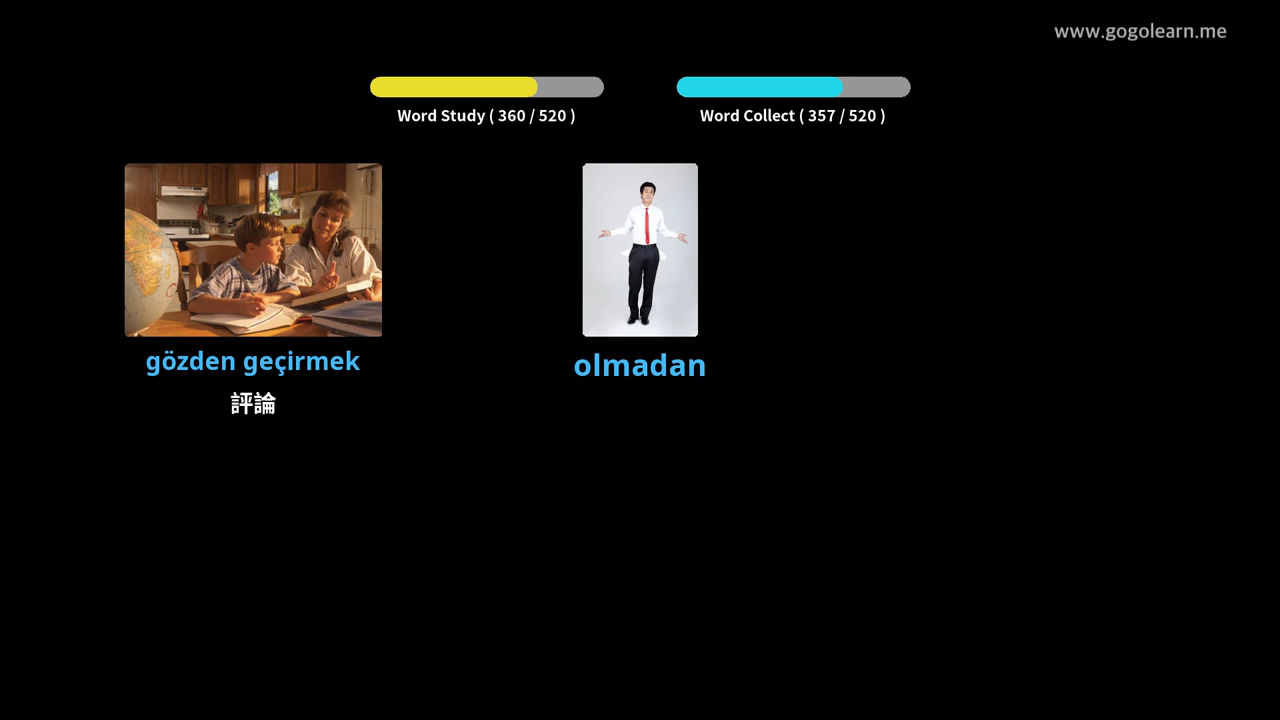 www.gogolearn.me
Word Study ( 360 / 520 )
Word Collect ( 357 / 520 )
gözden geçirmek
評論
olmadan